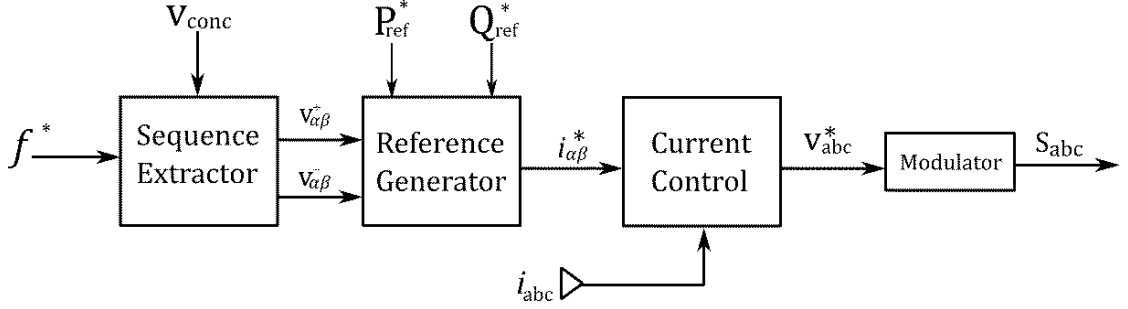 v_conc
P*_ref
Q*_ref
f*
Sequence
Extractor
v⁺_αβ
v⁻_αβ
Reference
Generator
i*_αβ
Current
Control
v*_abc
Modulator
S_abc
i_abc